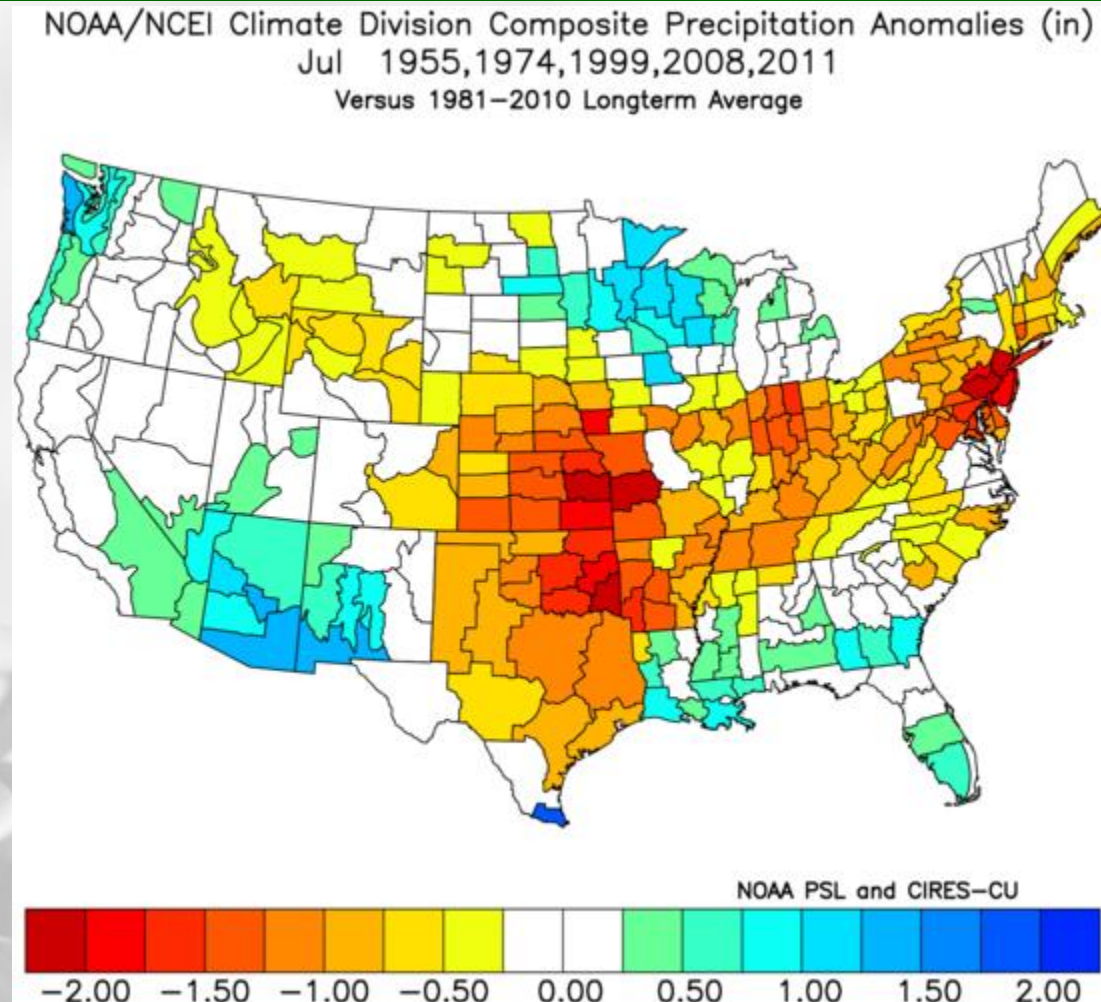 NOAA/NCEI Climate Division Composite Precipitation Anomalies (in)
Jul 1955,1974,1999,2008,2011
Versus 1981−2010 Longterm Average
NOAA PSL and CIRES−CU
−2.00 −1.50 −1.00 −0.50 0.00 0.50 1.00 1.50 2.00